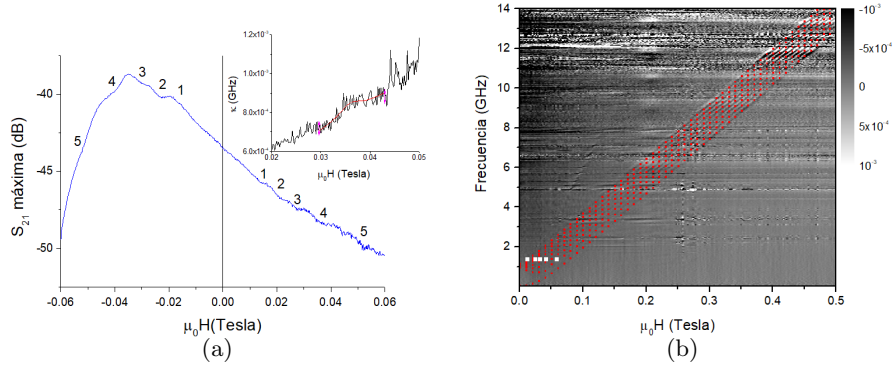 S21 máxima (dB)
-40
-45
-50
-0.06
-0.04
-0.02
0.00
0.02
0.04
0.06
μ0H(Tesla)
5
4
3
2
1
1
2
3
4
5
κ (GHz)
1.2x10-3
1.0x10-3
8.0x10-4
6.0x10-4
0.02
0.03
0.04
0.05
μ0H (Tesla)
(a)
Frecuencia (GHz)
14
12
10
8
6
4
2
0.0
0.1
0.2
0.3
0.4
0.5
μ0H (Tesla)
-10-3
-5x10-4
0
5x10-4
10-3
(b)